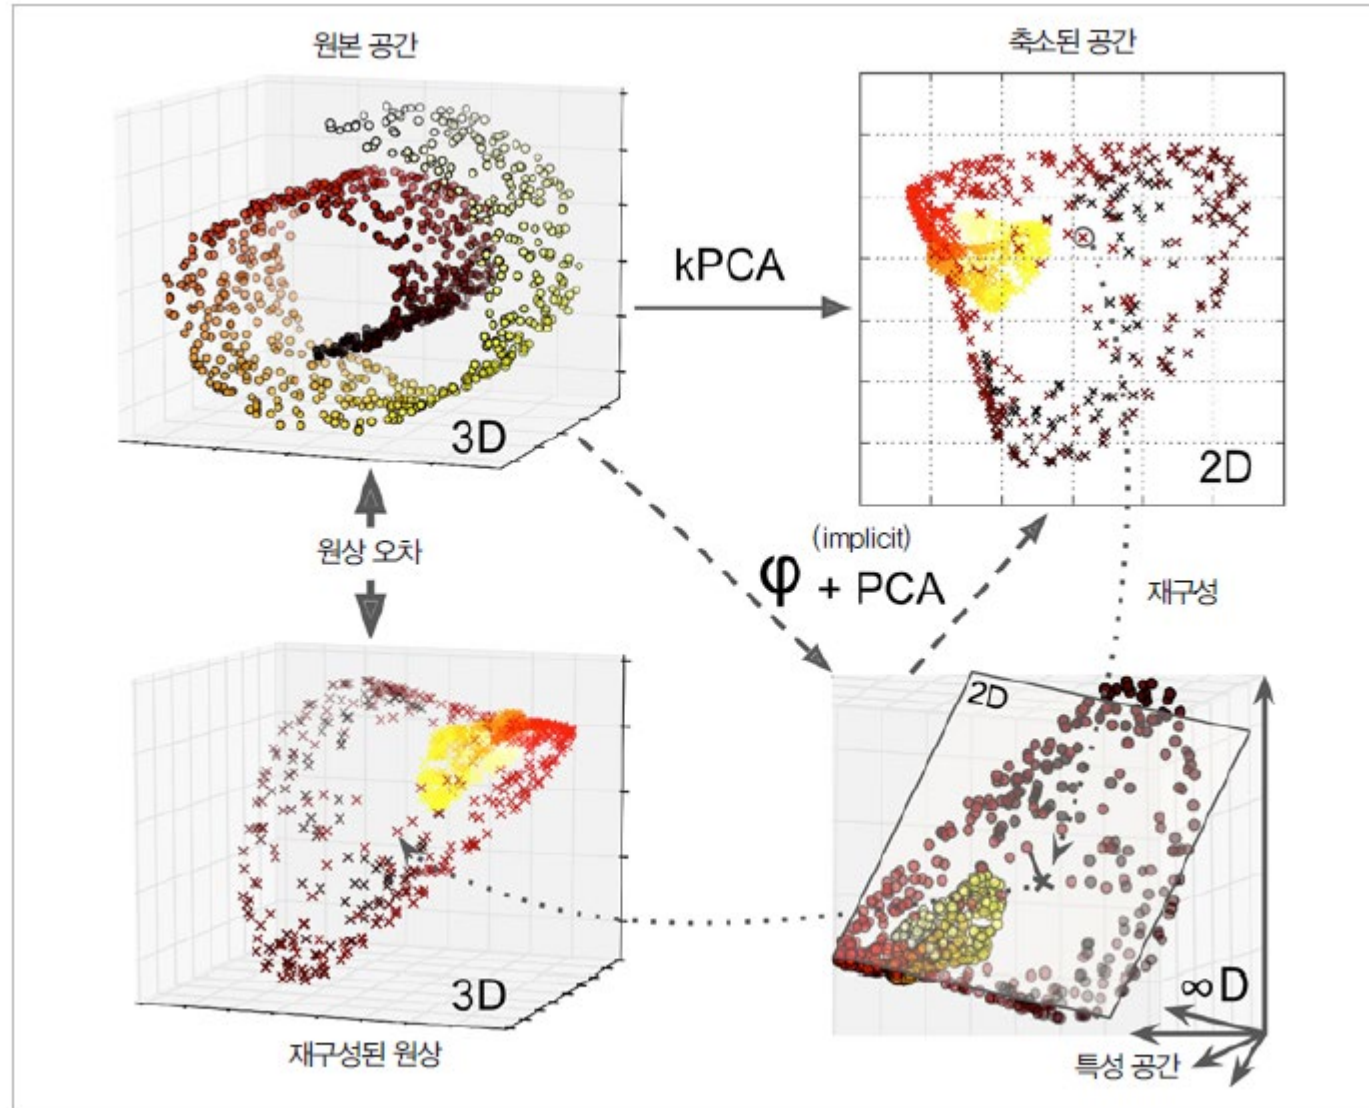 원본 공간
축소된 공간
kPCA
3D
2D
원상 오차
(implicit)
φ + PCA
재구성
2D
3D
∞D
재구성된 원상
특성 공간